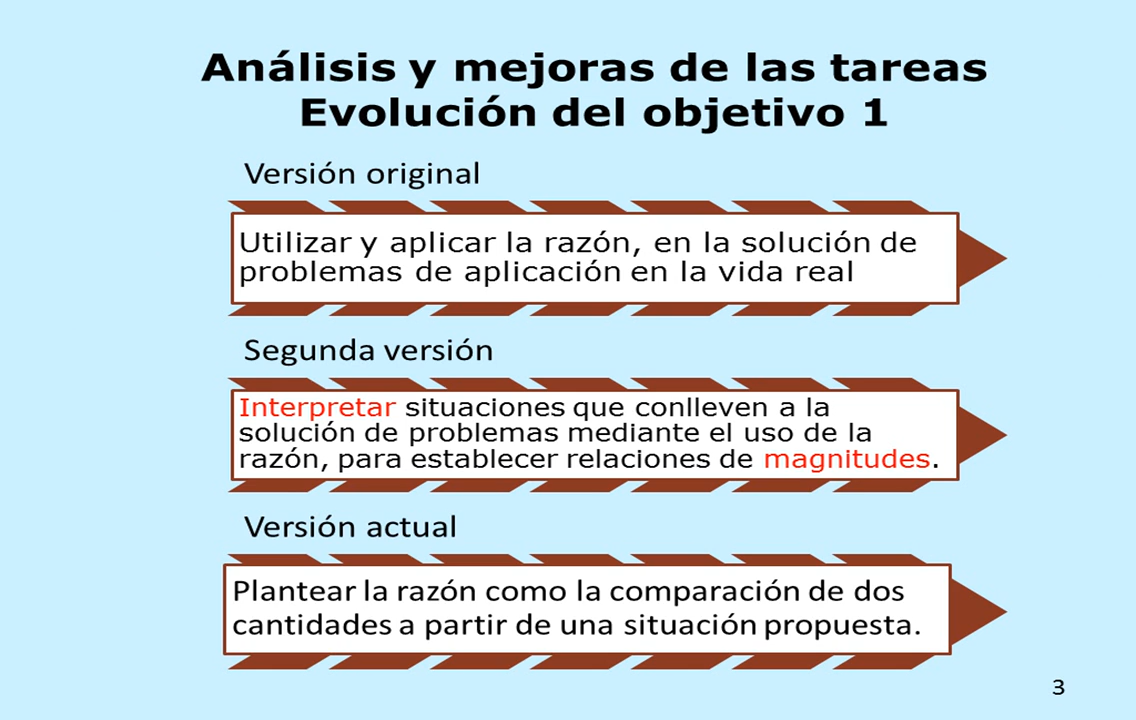 Análisis y mejoras de las tareas
Evolución del objetivo 1
Versión original
Utilizar y aplicar la razón, en la solución de
problemas de aplicación en la vida real
Segunda versión
Interpretar situaciones que conlleven a la
solución de problemas mediante el uso de la
razón, para establecer relaciones de magnitudes.
Versión actual
Plantear la razón como la comparación de dos
cantidades a partir de una situación propuesta.
3